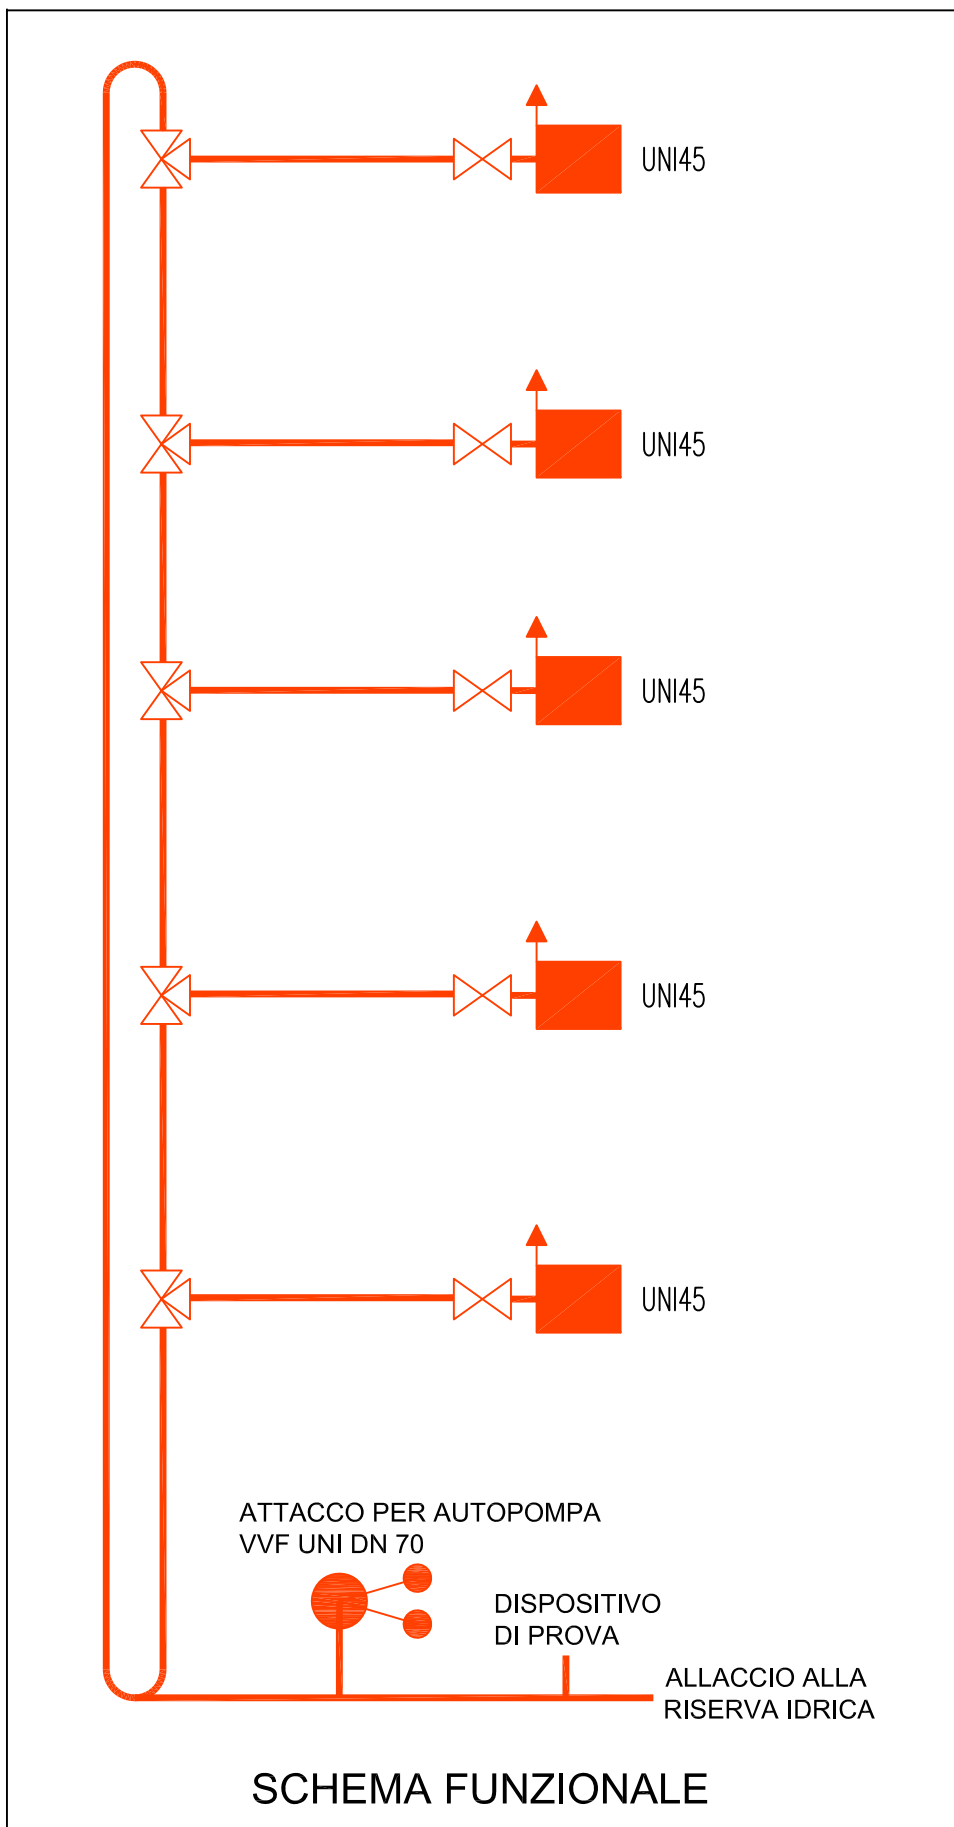 UNI45
UNI45
UNI45
UNI45
UNI45
ATTACCO PER AUTOPOMPA
VVF UNI DN 70
DISPOSITIVO
DI PROVA
ALLACCIO ALLA
RISERVA IDRICA
SCHEMA FUNZIONALE